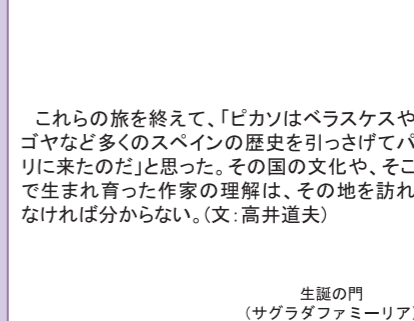 これらの旅を終えて、「ピカソはベラスケスや
ゴヤなど多くのスペインの歴史を引っさげてパ
リに来たのだ」と思った。その国の文化や、そこ
で生まれ育った作家の理解は、その地を訪れ
なければ分からない。（文：高井道夫）
生誕の門
（サグラダファミーリア）